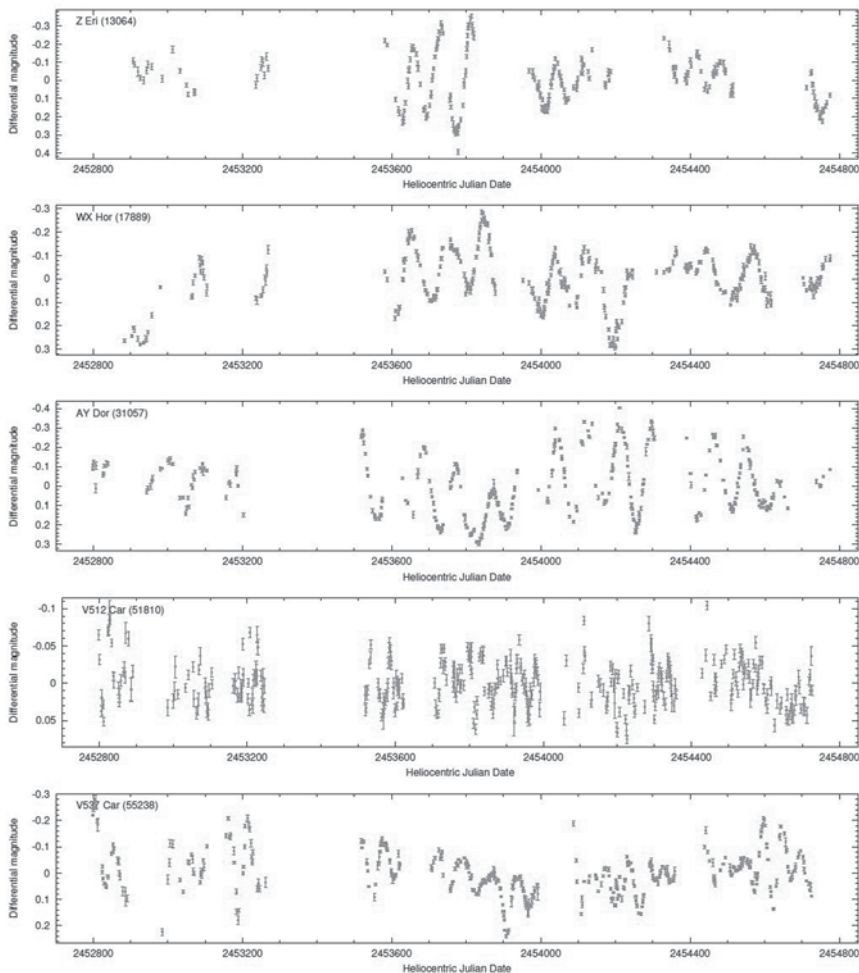 Z Eri (13064)
Differential magnitude
-0.3
-0.2
-0.1
0
0.1
0.2
0.3
0.4
2452800 2453200 2453600 2454000 2454400 2454800
Heliocentric Julian Date
WX Hor (17889)
Differential magnitude
-0.3
-0.2
-0.1
0
0.1
0.2
0.3
2452800 2453200 2453600 2454000 2454400 2454800
Heliocentric Julian Date
AY Dor (31057)
Differential magnitude
-0.4
-0.3
-0.2
-0.1
0
0.1
0.2
0.3
2452800 2453200 2453600 2454000 2454400 2454800
Heliocentric Julian Date
V512 Car (51810)
Differential magnitude
-0.1
-0.05
0
0.05
2452800 2453200 2453600 2454000 2454400 2454800
Heliocentric Julian Date
V537 Car (55238)
Differential magnitude
-0.3
-0.2
-0.1
0
0.1
0.2
2452800 2453200 2453600 2454000 2454400 2454800
Heliocentric Julian Date